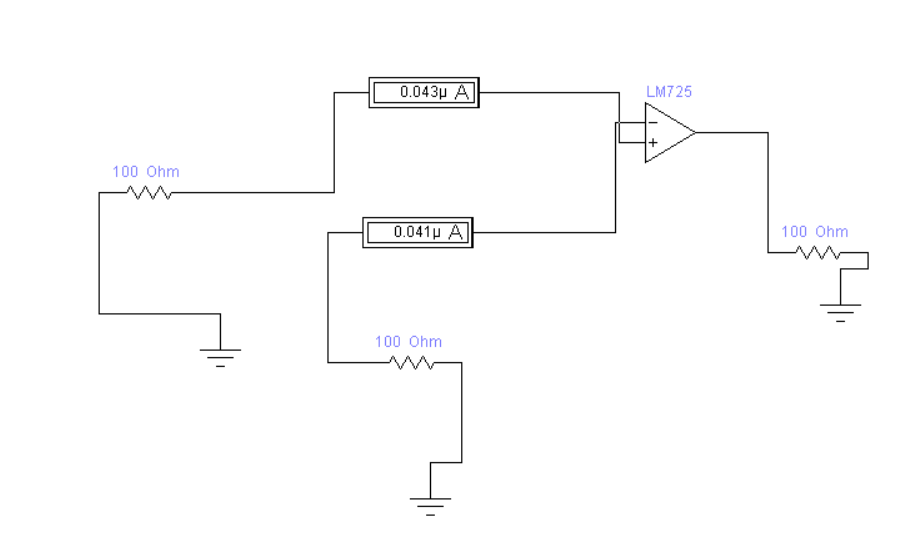 0.043µ A
LM725
−
+
100 Ohm
0.041µ A
100 Ohm
100 Ohm